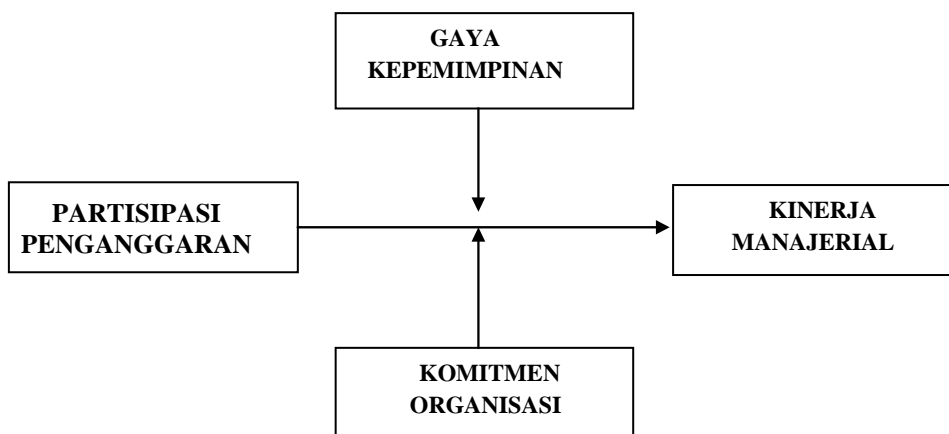 GAYA
KEPEMIMPINAN
PARTISIPASI
PENGANGGARAN
KINERJA
MANAJERIAL
KOMITMEN
ORGANISASI